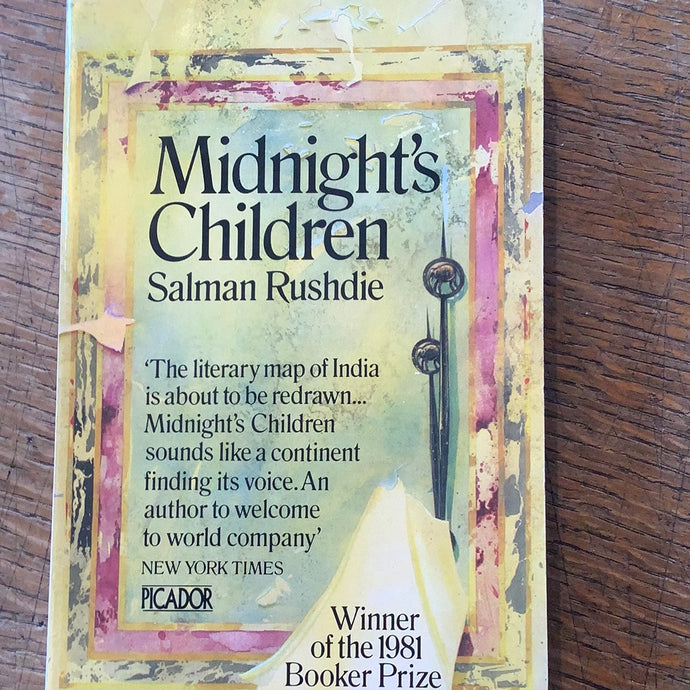 Midnight's
Children
Salman Rushdie
'The literary map of India
is about to be redrawn...
Midnight's Children
sounds like a continent
finding its voice. An
author to welcome
to world company'
NEW YORK TIMES
PICADOR
Winner
of the 1981
Booker Prize